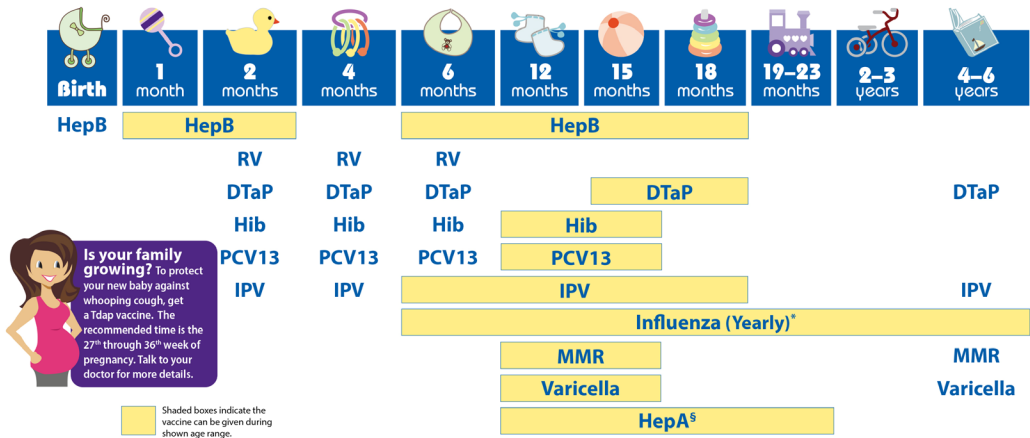 Birth
1
month
2
months
4
months
6
months
12
months
15
months
18
months
19–23
months
2–3
years
4–6
years
HepB HepB HepB
RV RV RV
DTaP DTaP DTaP DTaP DTaP
Hib Hib Hib Hib
PCV13 PCV13 PCV13 PCV13
IPV IPV IPV IPV
Influenza (Yearly)*
MMR MMR
Varicella Varicella
HepA§
Is your family
growing? To protect
your new baby against
whooping cough, get
a Tdap vaccine. The
recommended time is the
27th through 36th week of
pregnancy. Talk to your
doctor for more details.
Shaded boxes indicate the
vaccine can be given during
shown age range.